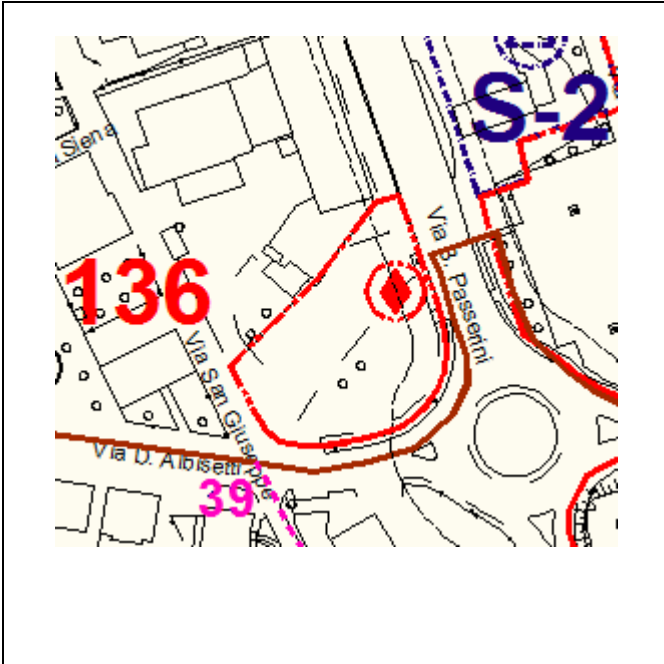 S-2
Siena
Via B. Passerini
136
Via San Giuseppe
Via D. Albisetti
39